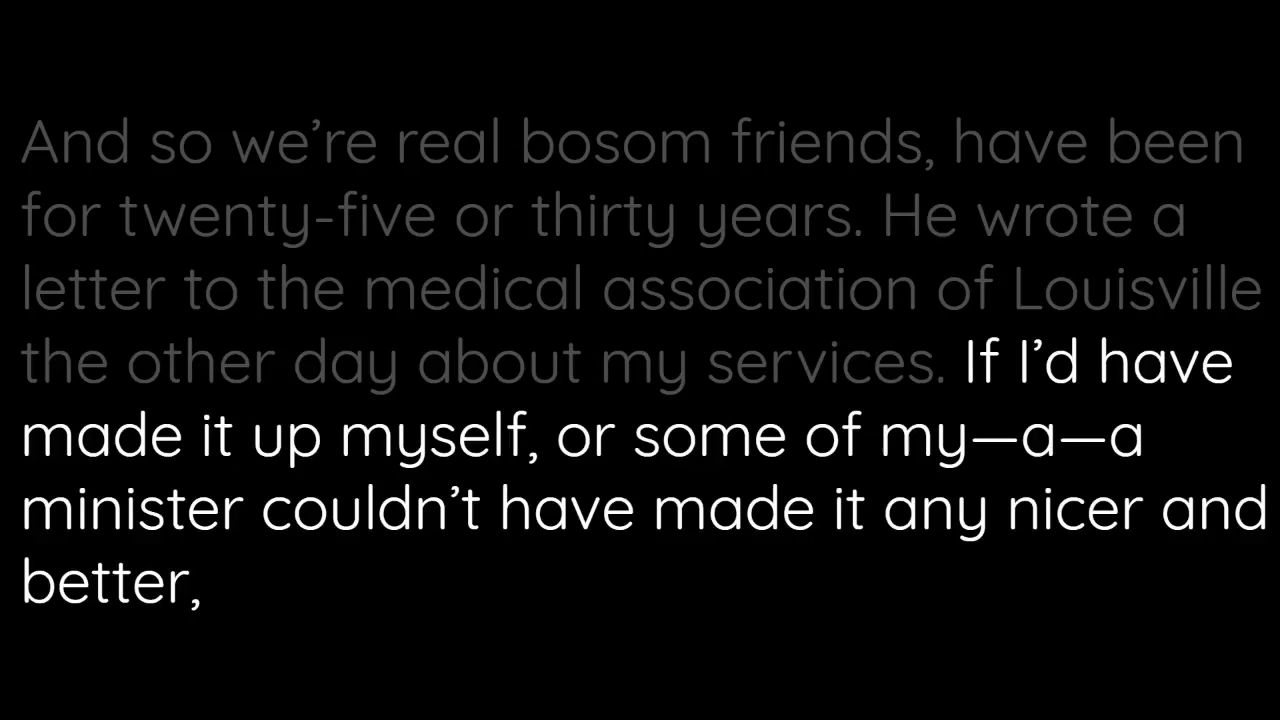 And so we’re real bosom friends, have been
for twenty-five or thirty years. He wrote a
letter to the medical association of Louisville
the other day about my services. If I’d have
made it up myself, or some of my—a—a
minister couldn’t have made it any nicer and
better,